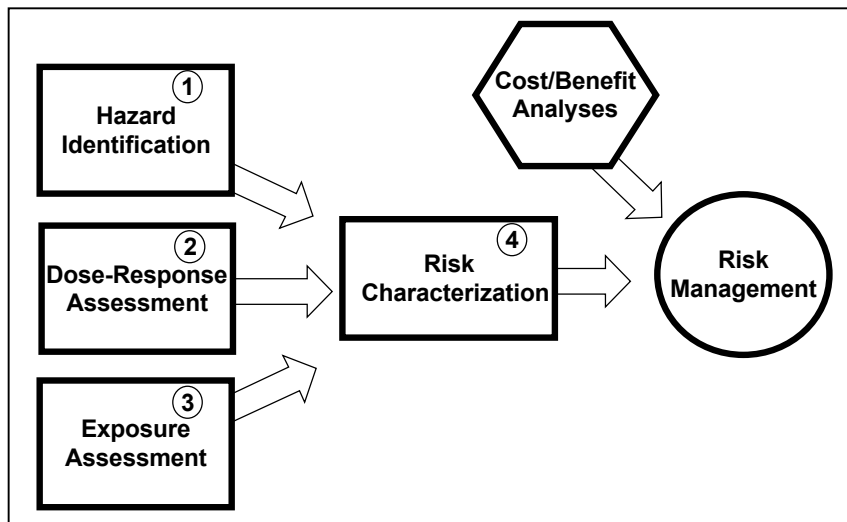 1
Hazard
Identification
2
Dose-Response
Assessment
3
Exposure
Assessment
4
Risk
Characterization
Cost/Benefit
Analyses
Risk
Management